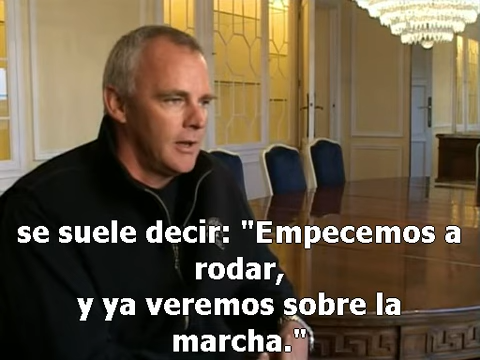 se suele decir: "Empecemos a
rodar,
y ya veremos sobre la
marcha."